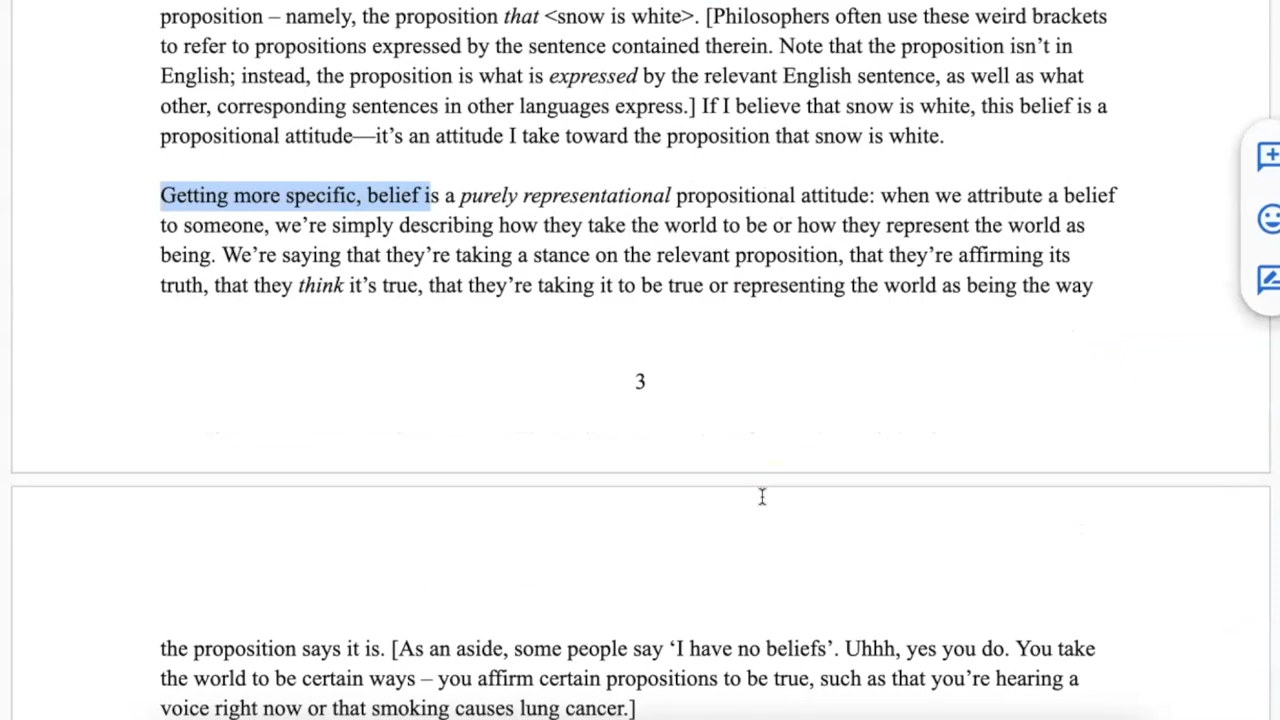 proposition – namely, the proposition that <snow is white>. [Philosophers often use these weird brackets
to refer to propositions expressed by the sentence contained therein. Note that the proposition isn’t in
English; instead, the proposition is what is expressed by the relevant English sentence, as well as what
other, corresponding sentences in other languages express.] If I believe that snow is white, this belief is a
propositional attitude—it’s an attitude I take toward the proposition that snow is white.
Getting more specific, belief is a purely representational propositional attitude: when we attribute a belief
to someone, we’re simply describing how they take the world to be or how they represent the world as
being. We’re saying that they’re taking a stance on the relevant proposition, that they’re affirming its
truth, that they think it’s true, that they’re taking it to be true or representing the world as being the way
3
the proposition says it is. [As an aside, some people say ‘I have no beliefs’. Uhhh, yes you do. You take
the world to be certain ways – you affirm certain propositions to be true, such as that you’re hearing a
voice right now or that smoking causes lung cancer.]